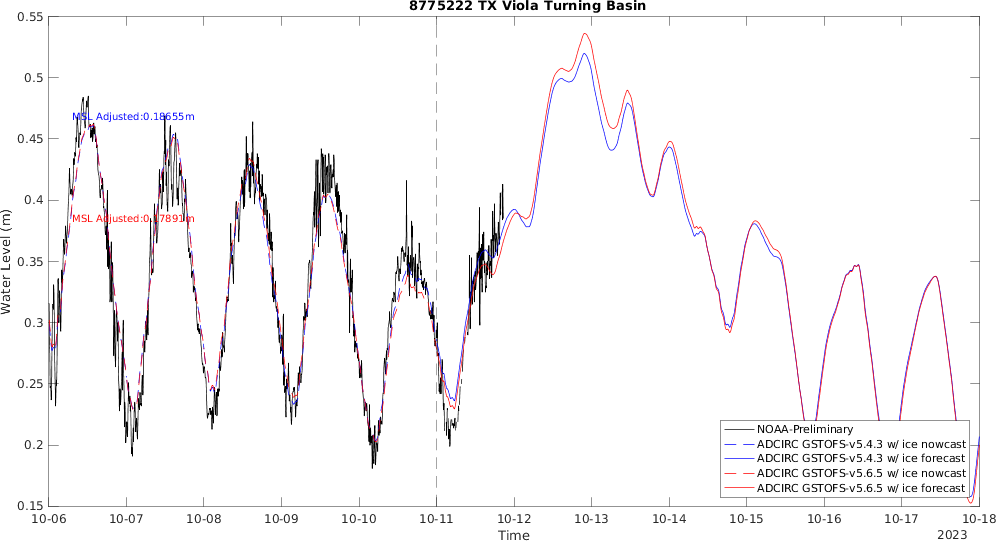 8775222 TX Viola Turning Basin
0.55
0.5
0.45
0.4
0.35
0.3
0.25
0.2
0.15
Water Level (m)
MSL Adjusted:0.18655m
MSL Adjusted:0.17891m
NOAA-Preliminary
ADCIRC GSTOFS-v5.4.3 w/ ice nowcast
ADCIRC GSTOFS-v5.4.3 w/ ice forecast
ADCIRC GSTOFS-v5.6.5 w/ ice nowcast
ADCIRC GSTOFS-v5.6.5 w/ ice forecast
10-06 10-07 10-08 10-09 10-10 10-11 10-12 10-13 10-14 10-15 10-16 10-17 10-18
Time
2023